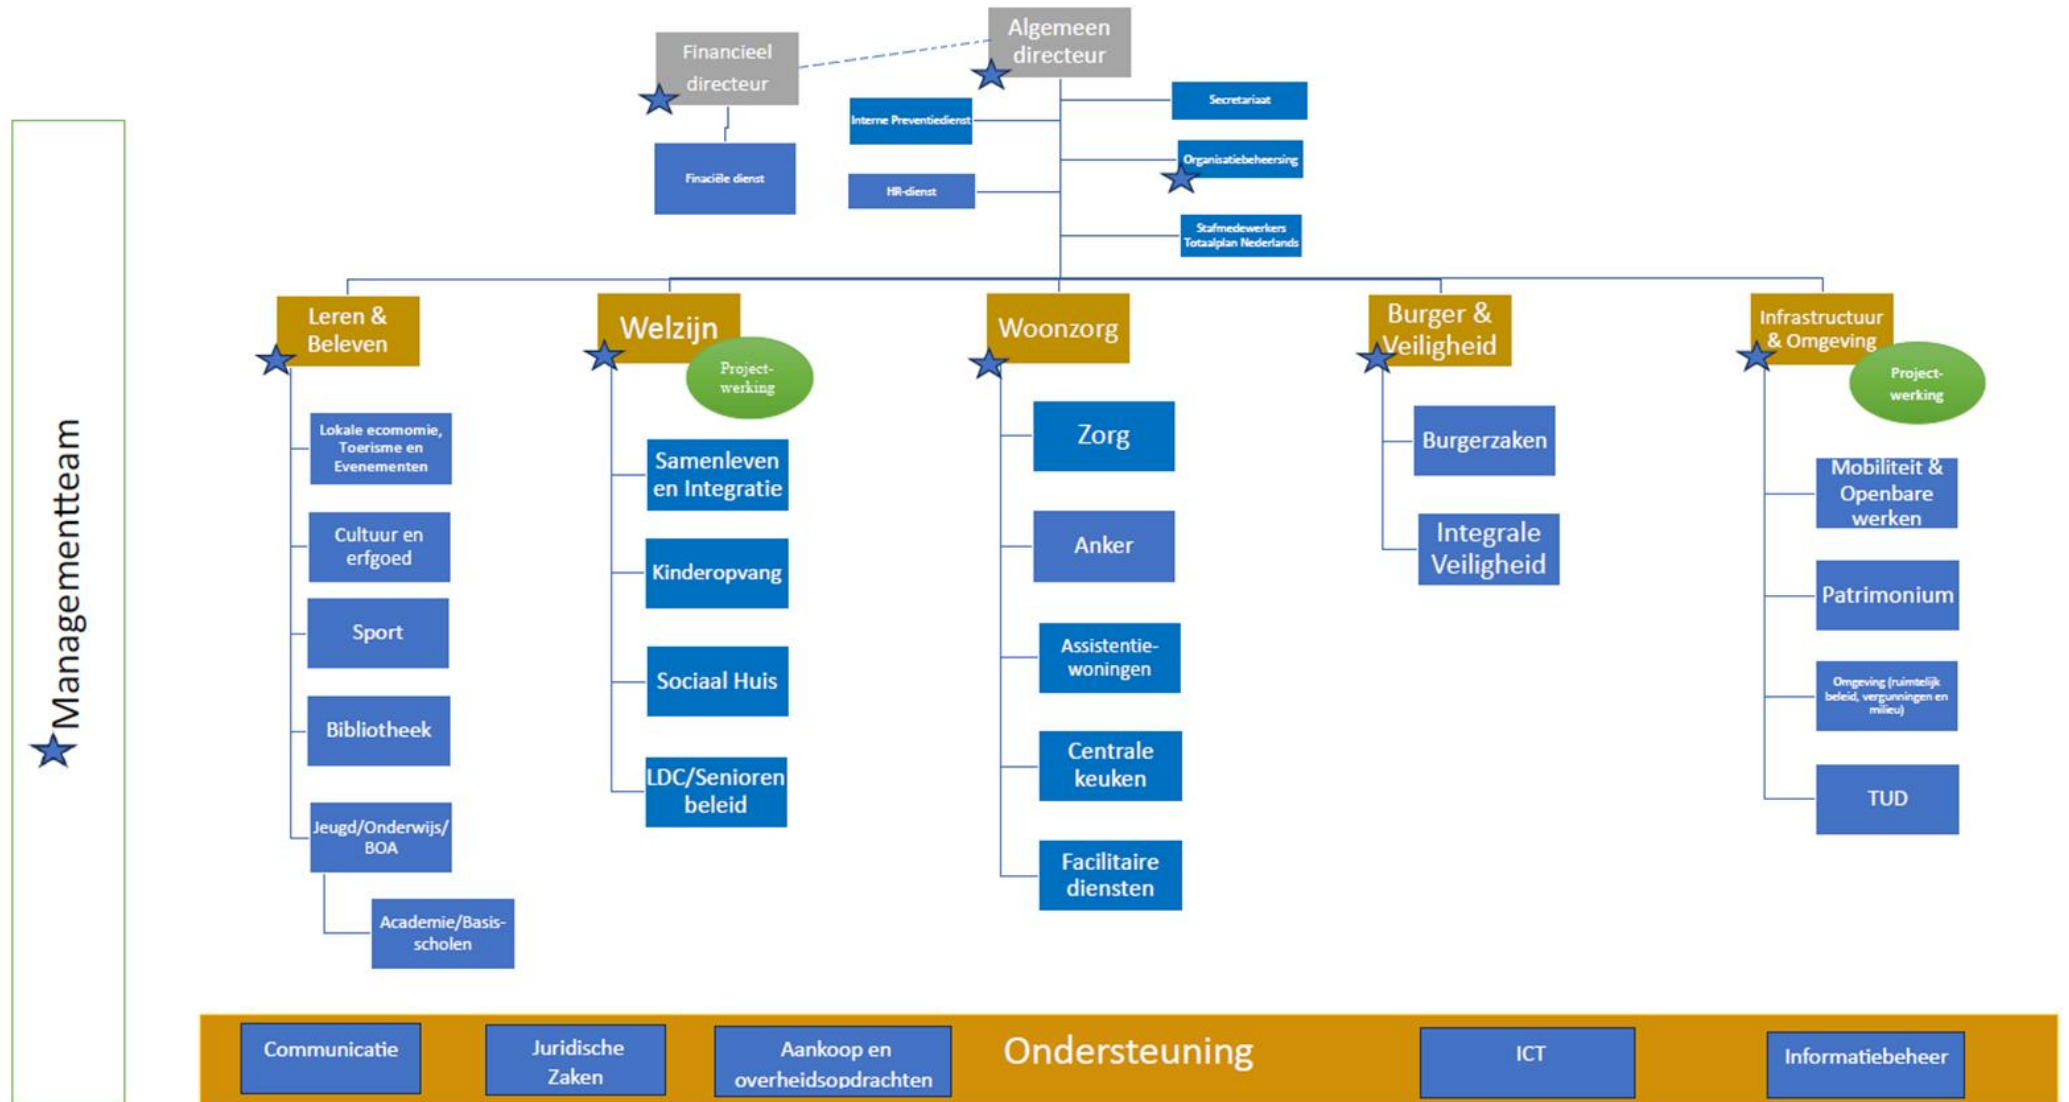 Algemeen
directeur
Financieel
directeur
Secretariaat
Interne Preventiedienst
Organisatiebeheersing
Finaciële dienst
HR-dienst
Stafmedewerkers
Totaalplan Nederlands
Managementteam
Leren &
Beleven
Lokale ecomomie,
Toerisme en
Evenementen
Cultuur en
erfgoed
Sport
Bibliotheek
Jeugd/Onderwijs/
BOA
Academie/Basis-
scholen
Welzijn
Project-
werking
Samenleven
en Integratie
Kinderopvang
Sociaal Huis
LDC/Senioren
beleid
Woonzorg
Zorg
Anker
Assistentie-
woningen
Centrale
keuken
Facilitaire
diensten
Burger &
Veiligheid
Burgerzaken
Integrale
Veiligheid
Infrastructuur
& Omgeving
Project-
werking
Mobiliteit &
Openbare
werken
Patrimonium
Omgeving (ruimtelijk
beleid, vergunningen en
milieu)
TUD
Communicatie
Juridische
Zaken
Aankoop en
overheidsopdrachten
Ondersteuning
ICT
Informatiebeheer